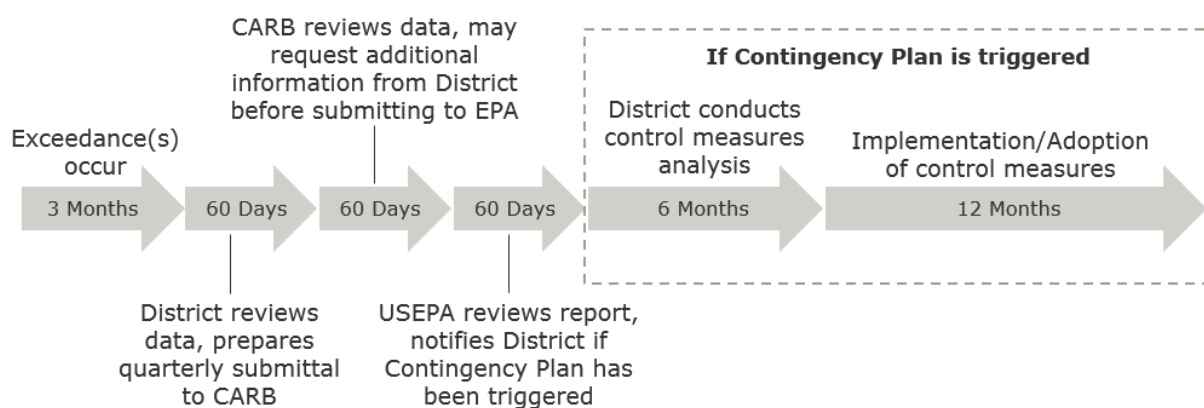 CARB reviews data, may
request additional
information from District
before submitting to EPA
If Contingency Plan is triggered
Exceedance(s)
occur
District conducts
control measures
analysis
Implementation/Adoption
of control measures
3 Months
60 Days
60 Days
60 Days
6 Months
12 Months
District reviews
data, prepares
quarterly submittal
to CARB
USEPA reviews report,
notifies District if
Contingency Plan has
been triggered